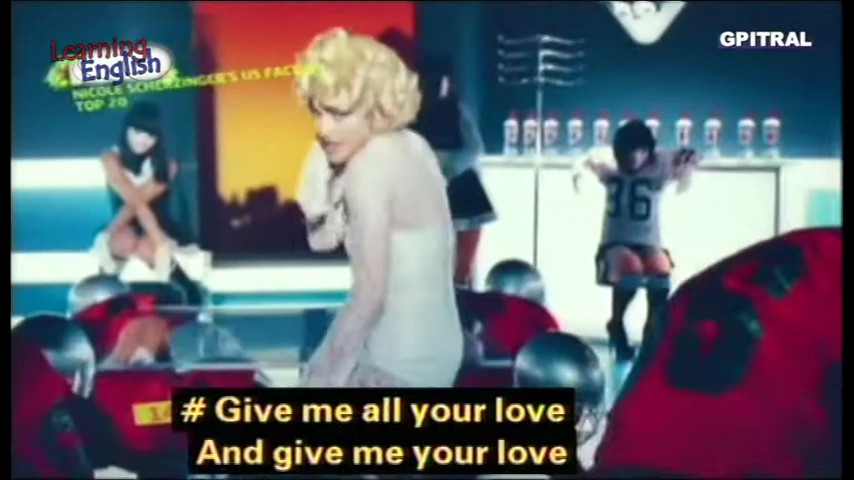 Learning
English
GPITRAL
NICOLE SCHERZINGER'S US FACTOR
TOP 20
36
# Give me all your love
And give me your love